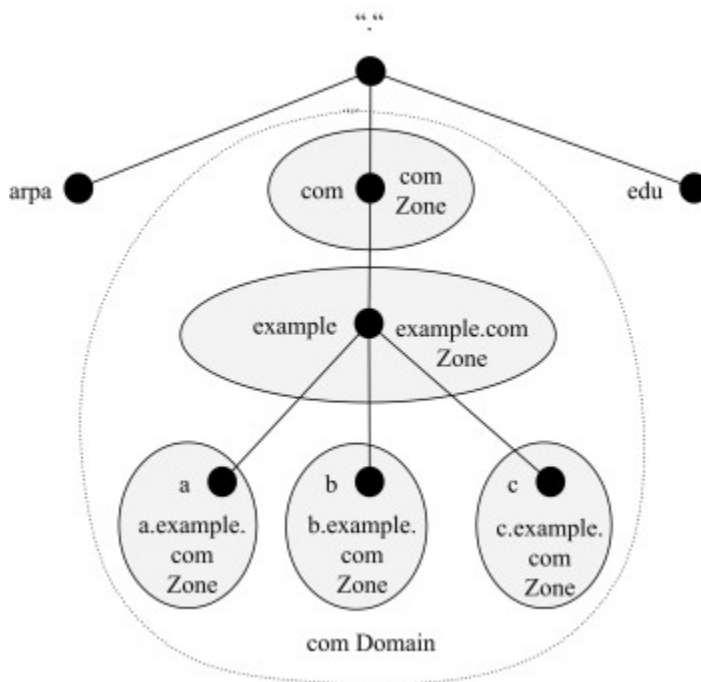 "."
arpa
com
com
Zone
edu
example
example.com
Zone
a
a.example.
com
Zone
b
b.example.
com
Zone
c
c.example.
com
Zone
com Domain